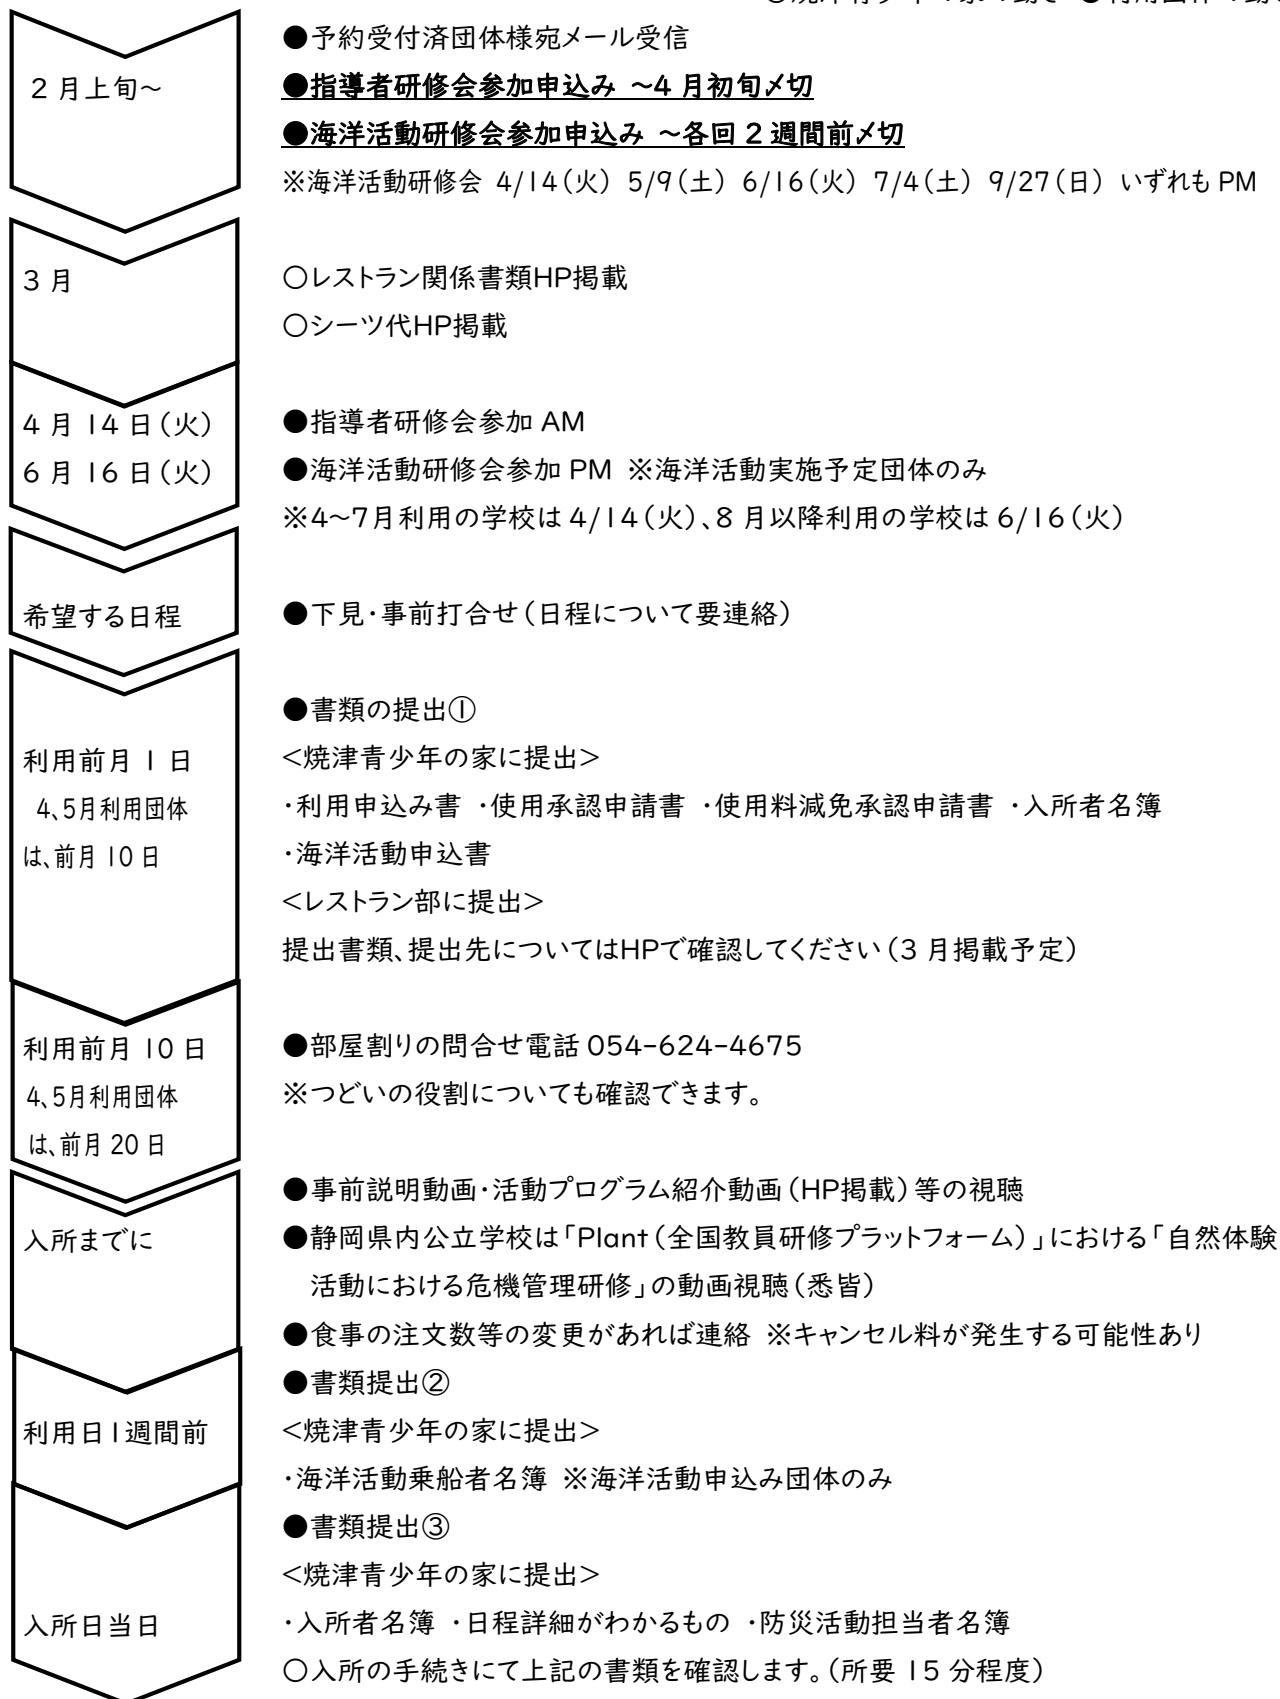 ●予約受付済団体様宛メール受信
2月上旬～
●指導者研修会参加申込み ～4月初旬〆切
●海洋活動研修会参加申込み ～各回2週間前〆切
※海洋活動研修会 4/14(火) 5/9(土) 6/16(火) 7/4(土) 9/27(日) いずれもPM
3月
○レストラン関係書類HP掲載
○シーツ代HP掲載
4月14日(火)
●指導者研修会参加 AM
6月16日(火)
●海洋活動研修会参加 PM ※海洋活動実施予定団体のみ
※4～7月利用の学校は4/14(火)、8月以降利用の学校は6/16(火)
希望する日程
●下見・事前打合せ(日程について要連絡)
●書類の提出①
利用前月1日
＜焼津青少年の家に提出＞
4、5月利用団体
・利用申込み書 ・使用承認申請書 ・使用料減免承認申請書 ・入所者名簿
は、前月10日
・海洋活動申込書
＜レストラン部に提出＞
提出書類、提出先についてはHPで確認してください(3月掲載予定)
利用前月10日
●部屋割りの問合せ電話 054-624-4675
4、5月利用団体
※つどいの役割についても確認できます。
は、前月20日
●事前説明動画・活動プログラム紹介動画(HP掲載)等の視聴
入所までに
●静岡県内公立学校は「Plant(全国教員研修プラットフォーム)」における「自然体験
活動における危機管理研修」の動画視聴(悉皆)
●食事の注文数等の変更があれば連絡 ※キャンセル料が発生する可能性あり
●書類提出②
利用日1週間前
＜焼津青少年の家に提出＞
・海洋活動乗船者名簿 ※海洋活動申込み団体のみ
●書類提出③
＜焼津青少年の家に提出＞
入所日当日
・入所者名簿 ・日程詳細がわかるもの ・防災活動担当者名簿
○入所の手続きにて上記の書類を確認します。(所要15分程度)